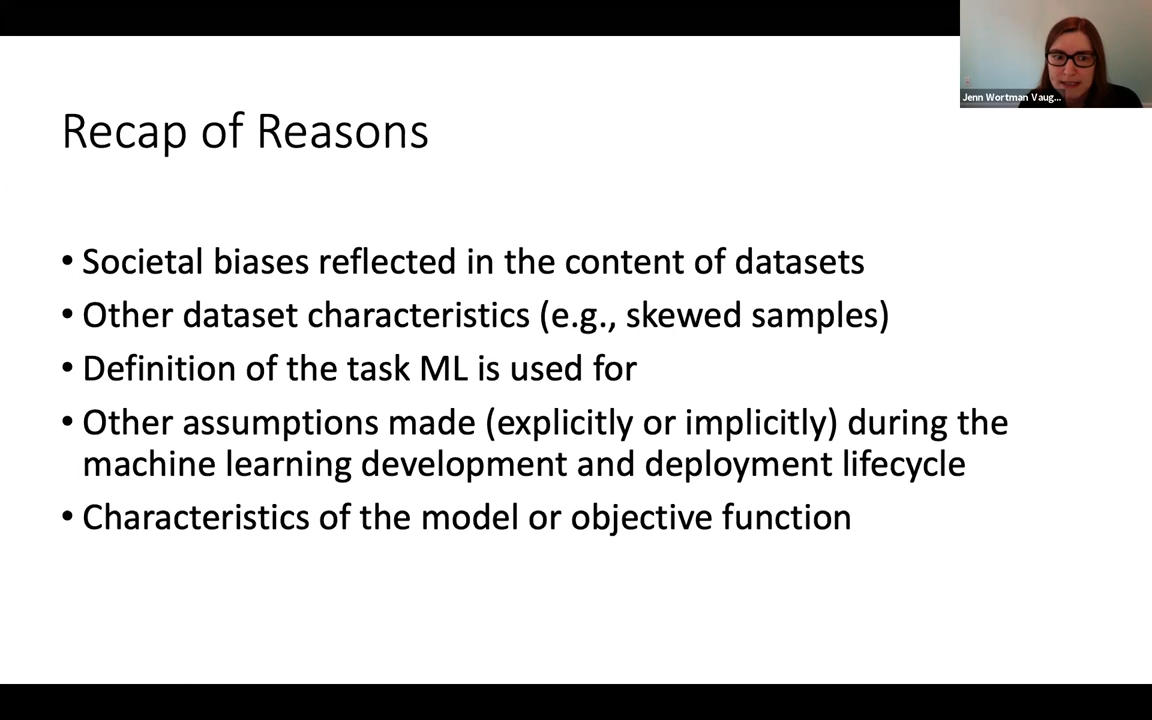 Jenn Wortman Vaug...
Recap of Reasons
• Societal biases reflected in the content of datasets
• Other dataset characteristics (e.g., skewed samples)
• Definition of the task ML is used for
• Other assumptions made (explicitly or implicitly) during the
machine learning development and deployment lifecycle
• Characteristics of the model or objective function